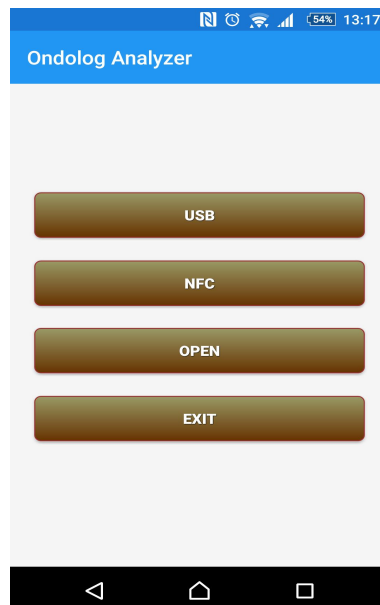 54% 13:17
Ondolog Analyzer
USB
NFC
OPEN
EXIT